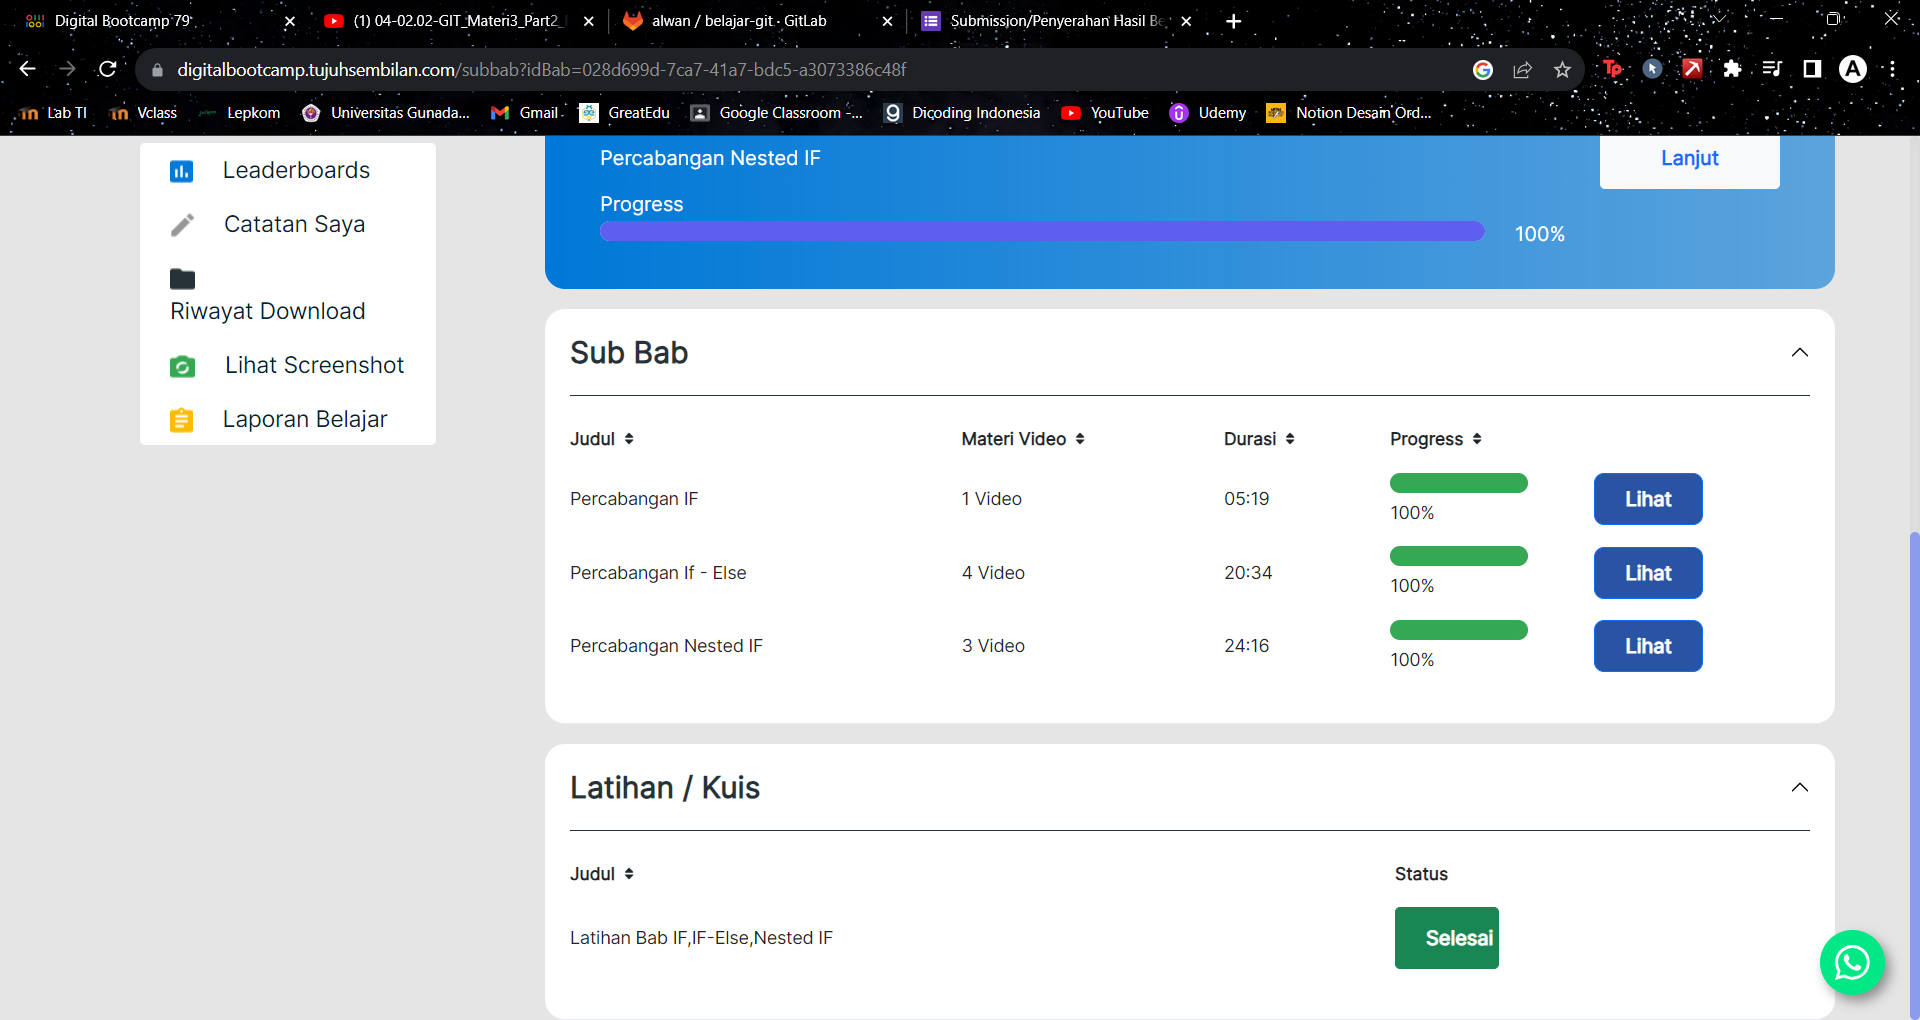 Digital Bootcamp 79
(1) 04-02.02-GIT_Materi3_Part2_
alwan / belajar-git · GitLab
Submission/Penyerahan Hasil Be
digitalbootcamp.tujuhsembilan.com/subbab?idBab=028d699d-7ca7-41a7-bdc5-a3073386c48f
Tp
A
Lab TI
Vclass
Lepkom
Universitas Gunada...
Gmail
GreatEdu
Google Classroom -...
Dicoding Indonesia
YouTube
Udemy
Notion Desain Ord...
Leaderboards
Catatan Saya
Riwayat Download
Lihat Screenshot
Laporan Belajar
Percabangan Nested IF
Lanjut
Progress
100%
Sub Bab
Judul Materi Video Durasi Progress
Percabangan IF 1 Video 05:19 100% Lihat
Percabangan If - Else 4 Video 20:34 100% Lihat
Percabangan Nested IF 3 Video 24:16 100% Lihat
Latihan / Kuis
Judul Status
Latihan Bab IF,IF-Else,Nested IF Selesai